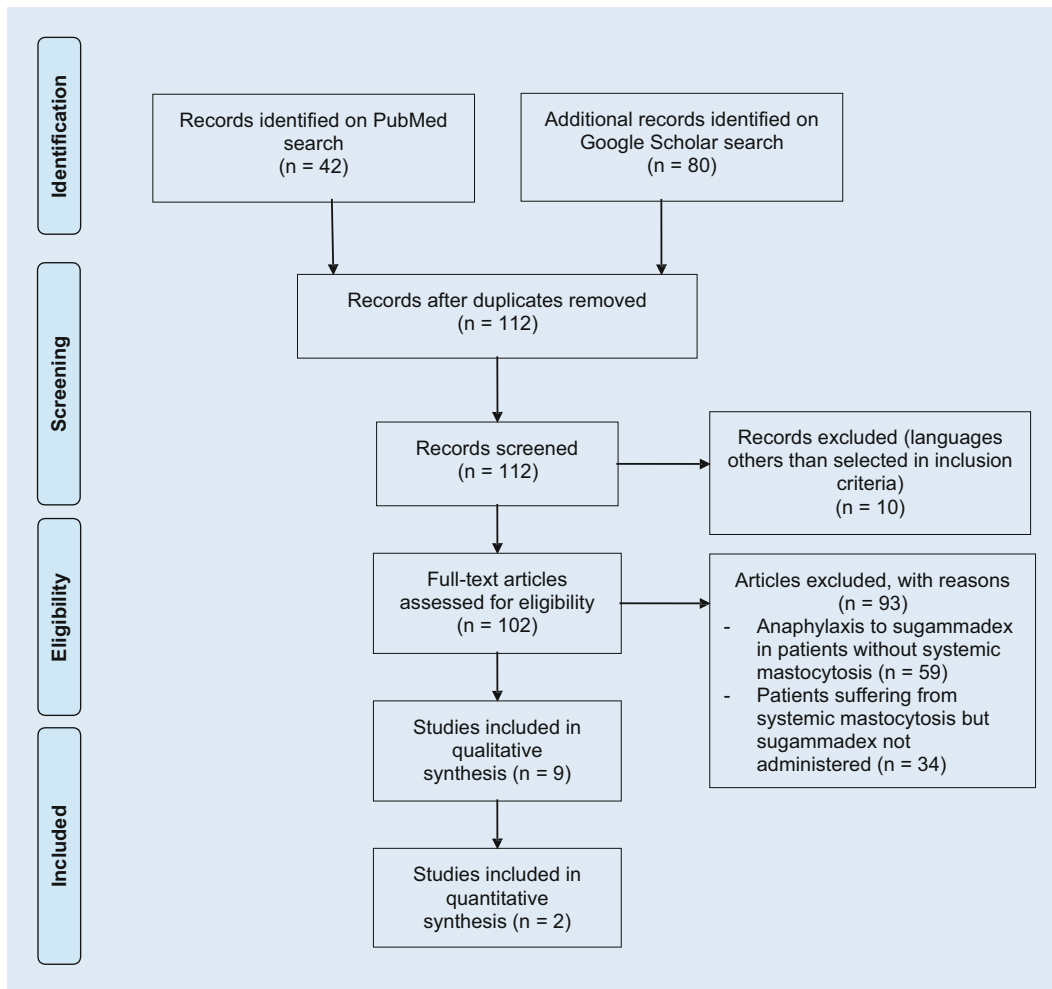 Identification
Records identified on PubMed
search
(n = 42)
Additional records identified on
Google Scholar search
(n = 80)
Screening
Records after duplicates removed
(n = 112)
Records screened
(n = 112)
Records excluded (languages
others than selected in inclusion
criteria)
(n = 10)
Eligibility
Full-text articles
assessed for eligibility
(n = 102)
Articles excluded, with reasons
(n = 93)
- Anaphylaxis to sugammadex
in patients without systemic
mastocytosis (n = 59)
- Patients suffering from
systemic mastocytosis but
sugammadex not
administered (n = 34)
Included
Studies included in
qualitative
synthesis (n = 9)
Studies included in
quantitative
synthesis (n = 2)